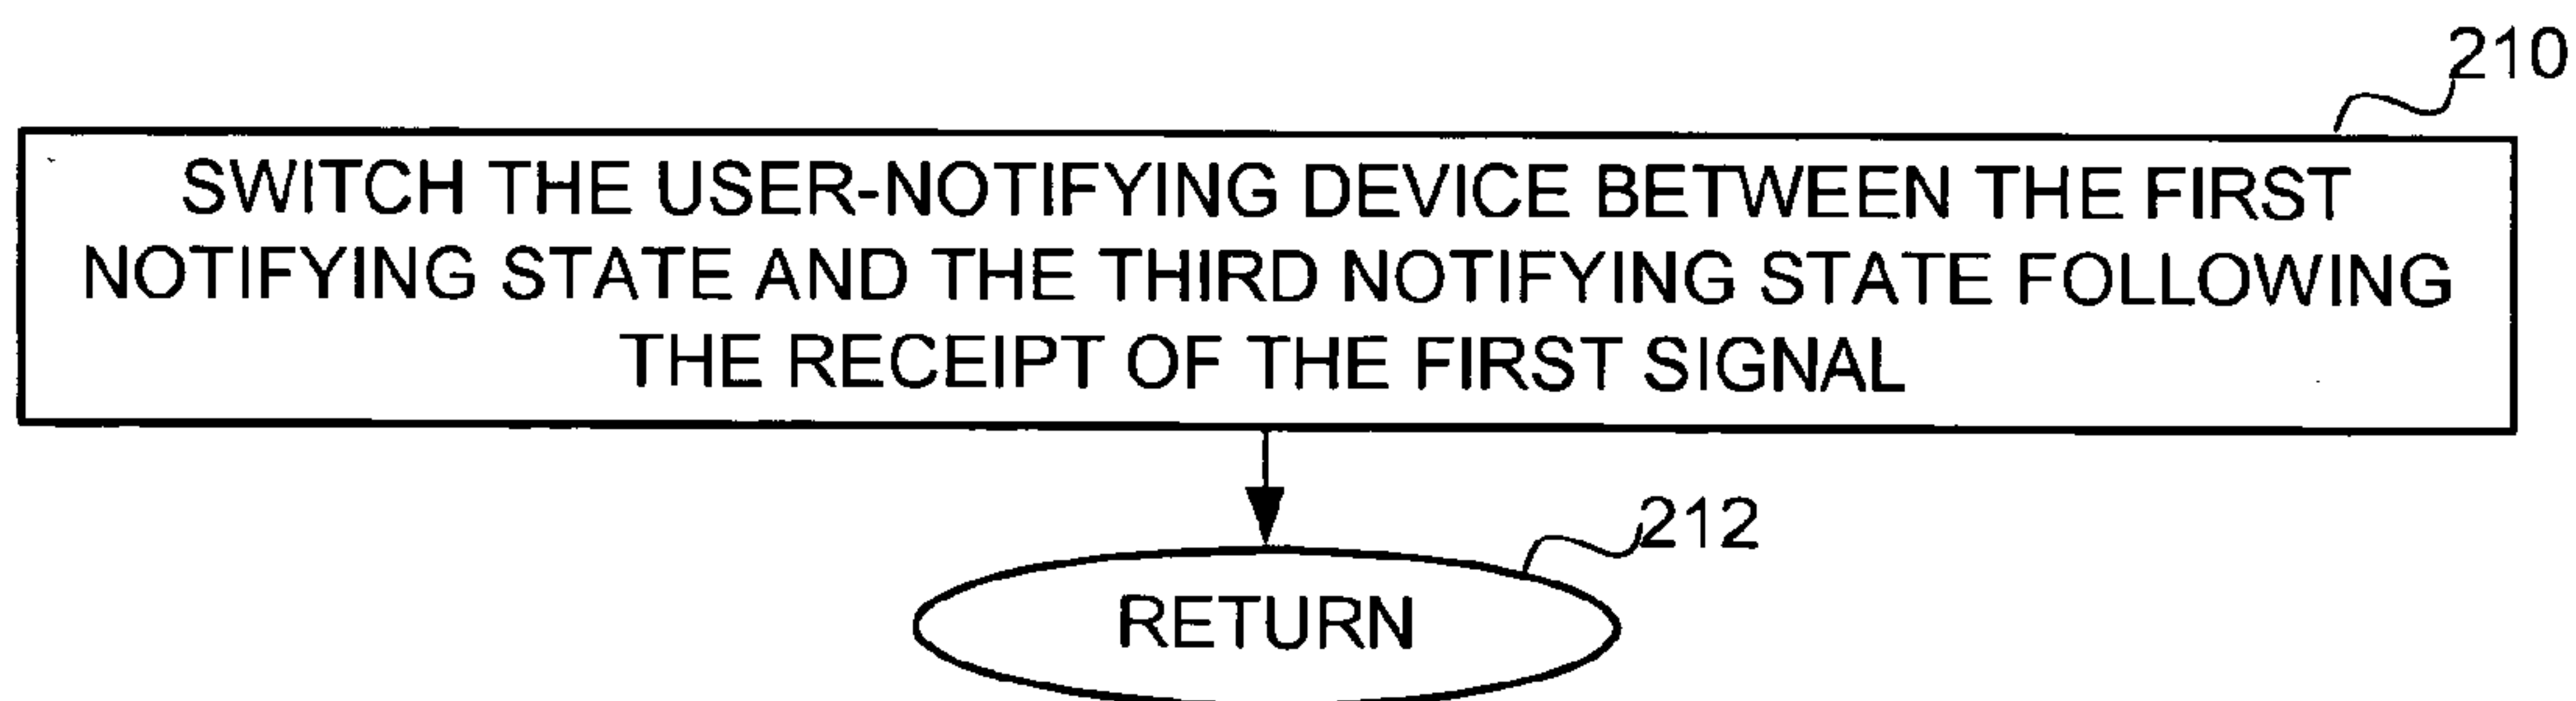 210
SWITCH THE USER-NOTIFYING DEVICE BETWEEN THE FIRST
NOTIFYING STATE AND THE THIRD NOTIFYING STATE FOLLOWING
THE RECEIPT OF THE FIRST SIGNAL
212
RETURN